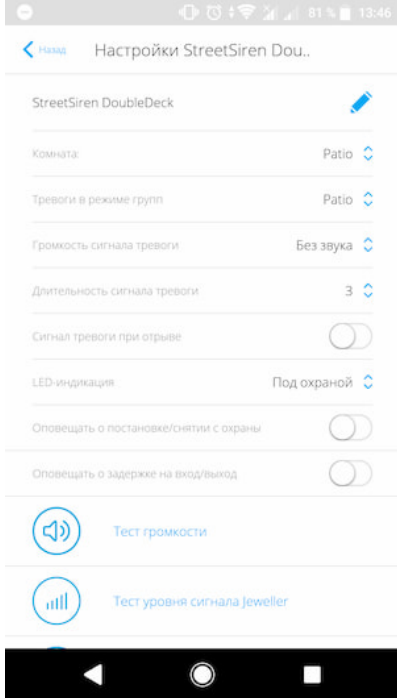 81 % 13:46
Назад Настройки StreetSiren Dou..
StreetSiren DoubleDeck
Комната: Patio
Тревоги в режиме групп Patio
Громкость сигнала тревоги Без звука
Длительность сигнала тревоги 3
Сигнал тревоги при отрыве
LED-индикация Под охраной
Оповещать о постановке/снятии с охраны
Оповещать о задержке на вход/выход
Тест громкости
Тест уровня сигнала Jeweller